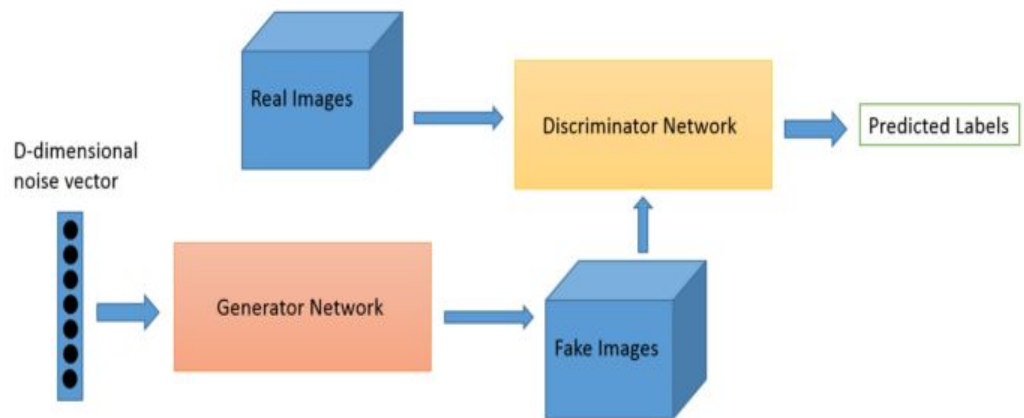 Real Images
Discriminator Network
Predicted Labels
D-dimensional
noise vector
Generator Network
Fake Images